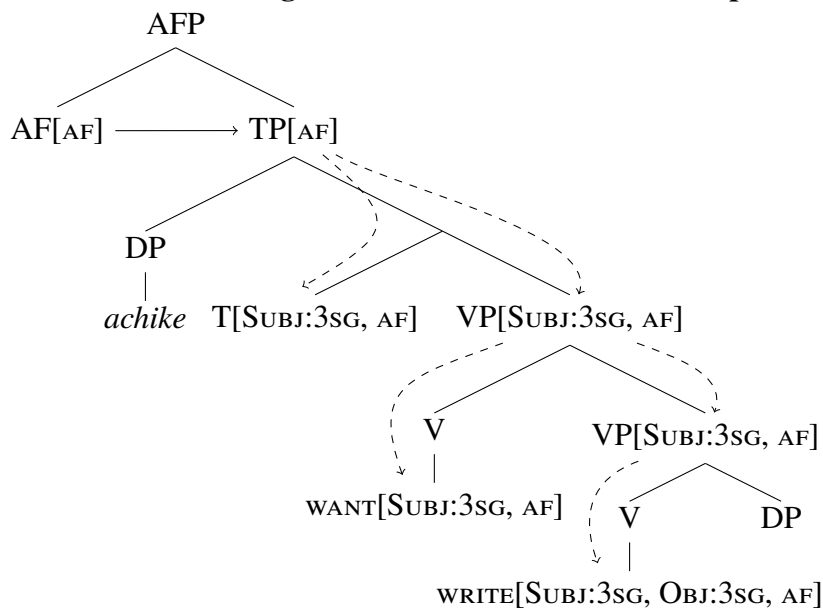 AFP
AF[AF] TP[AF]
DP
achike T[SUBJ:3SG, AF] VP[SUBJ:3SG, AF]
V VP[SUBJ:3SG, AF]
WANT[SUBJ:3SG, AF] V DP
WRITE[SUBJ:3SG, OBJ:3SG, AF]